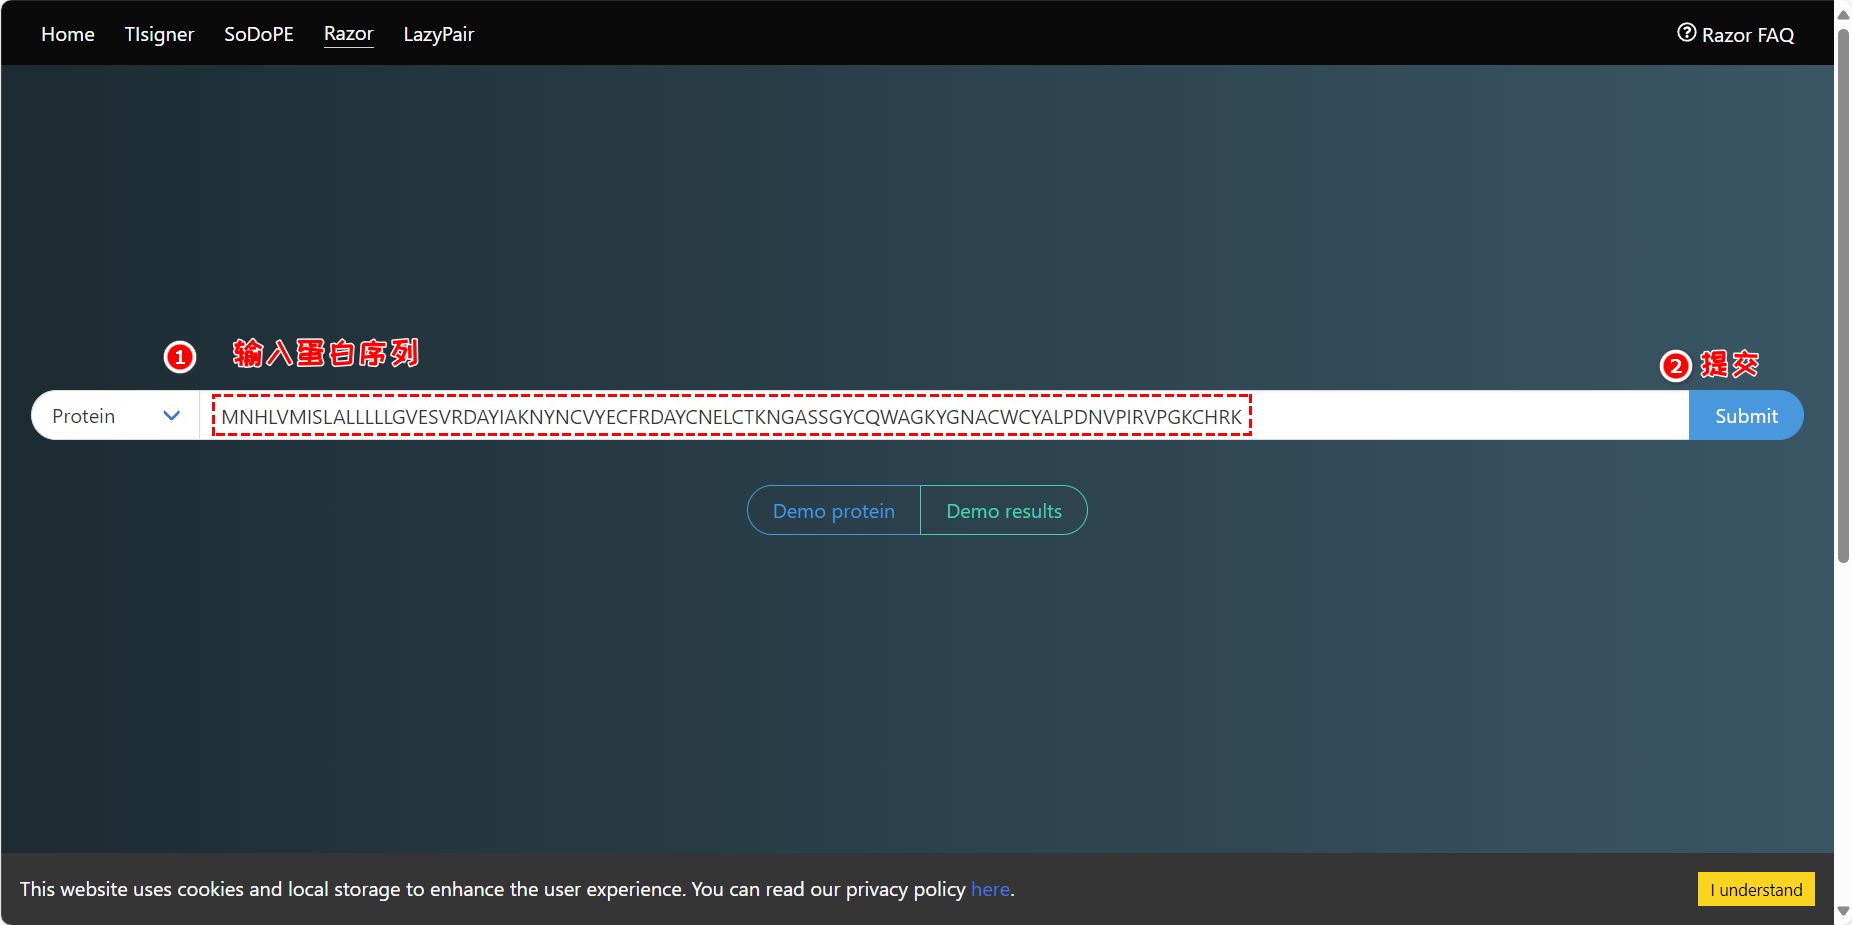 Home TIsigner SoDoPE Razor LazyPair Razor FAQ
1 输入蛋白序列
2 提交
Protein MNHLVMISLALLLLLGVESVRDAYIAKNYNCVYECFRDAYCNELCTKNGASSGYCQWAGKYGNACWCYALPDNVPIRVPGKCHRK Submit
Demo protein Demo results
This website uses cookies and local storage to enhance the user experience. You can read our privacy policy here. I understand